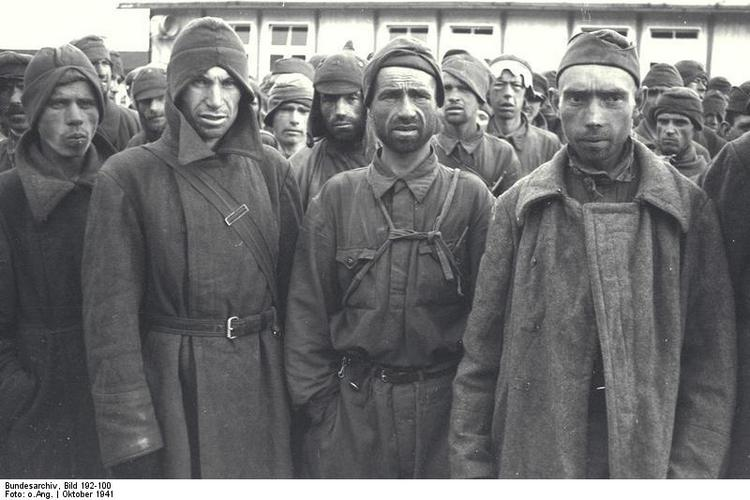 Bundesarchiv, Bild 192-100
Foto: o.Ang. | Oktober 1941